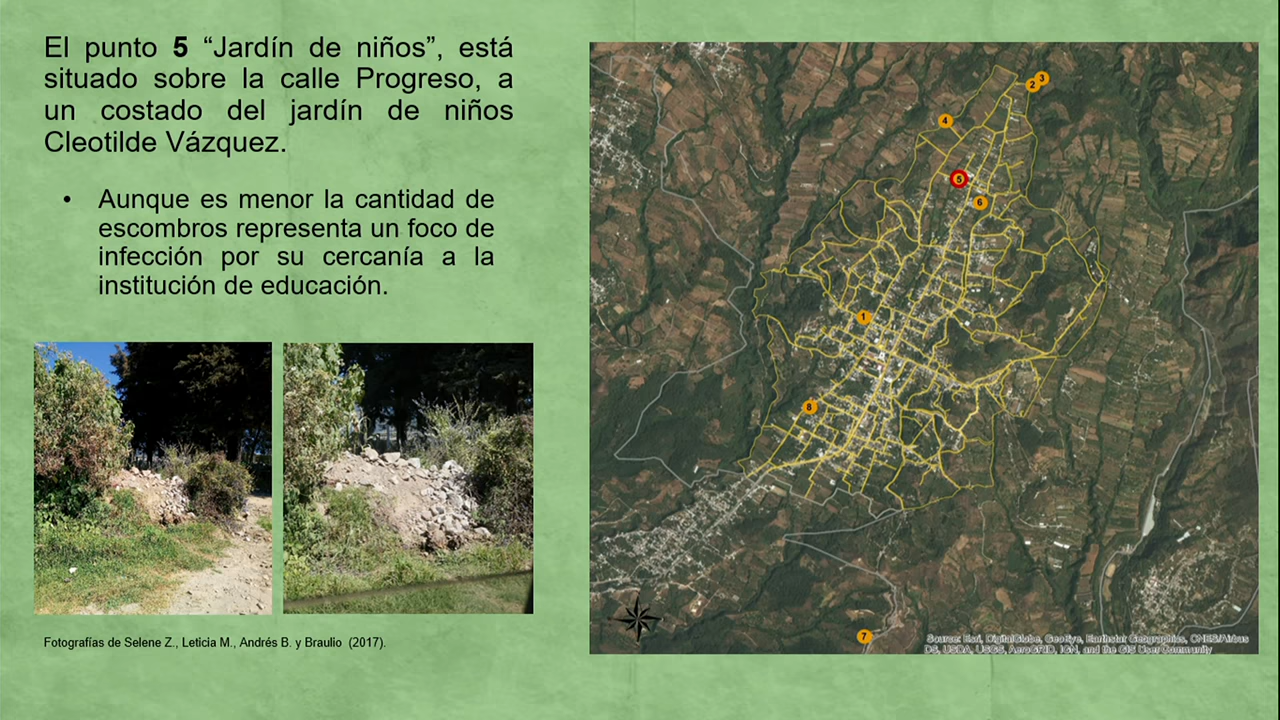 El punto 5 “Jardín de niños”, está
situado sobre la calle Progreso, a
un costado del jardín de niños
Cleotilde Vázquez.
• Aunque es menor la cantidad de
escombros representa un foco de
infección por su cercanía a la
institución de educación.
Fotografías de Selene Z., Leticia M., Andrés B. y Braulio (2017).
3
2
4
5
6
1
8
7
Source: Esri, DigitalGlobe, GeoEye, Earthstar Geographics, CNES/Airbus
DS, USDA, USGS, AeroGRID, IGN, and the GIS User Community